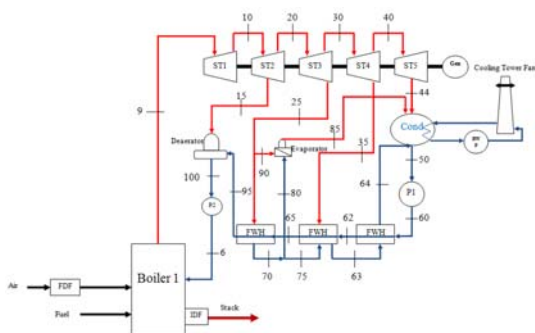 10
20
30
40
ST1
ST2
ST3
ST4
ST5
Gen
Cooling Tower Fan
9
15
25
85
44
Cond
Deaerator
Evaporator
35
90
50
100
95
80
64
P1
P2
65
62
60
FWH
FWH
FWH
6
70
75
63
Boiler 1
Air
FDF
Fuel
IDF
Stack